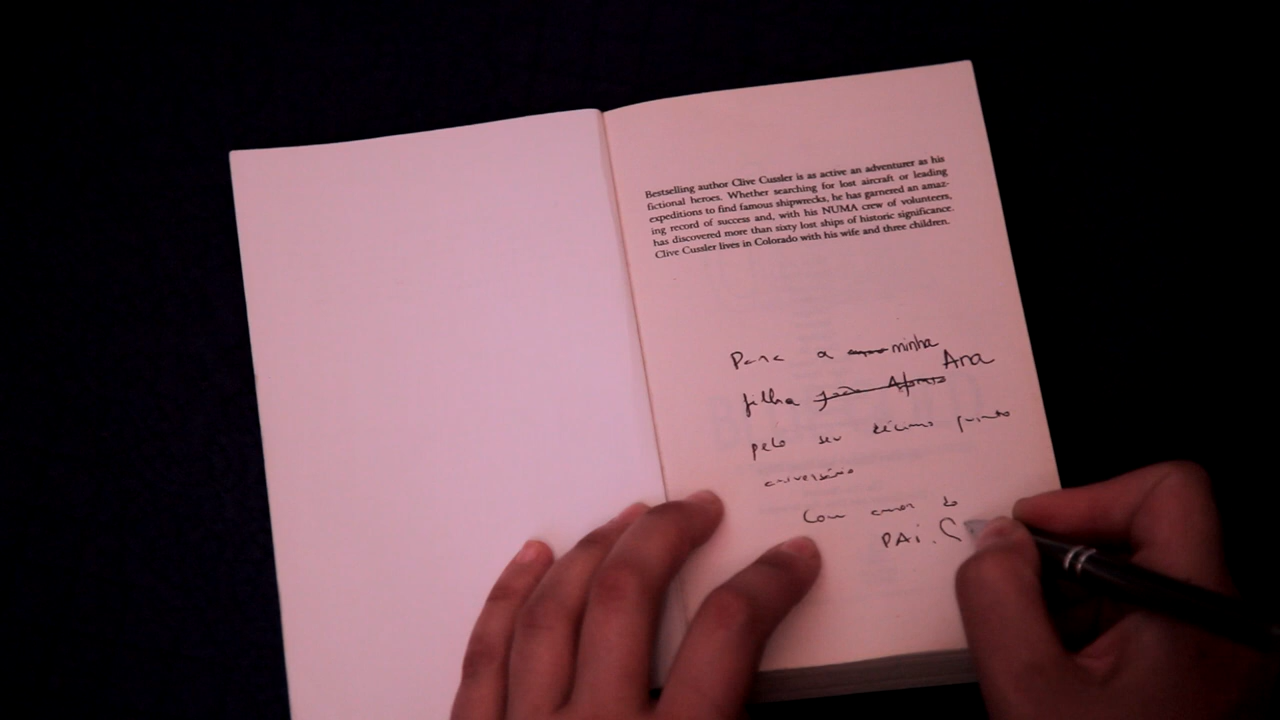 Bestselling author Clive Cussler is as active an adventurer as his
fictional heroes. Whether searching for lost aircraft or leading
expeditions to find famous shipwrecks, he has garnered an amaz-
ing record of success and, with his NUMA crew of volunteers,
has discovered more than sixty lost ships of historic significance.
Clive Cussler lives in Colorado with his wife and three children.
Para a minha
filha João Afonso Ana
pelo seu décimo quinto
aniversário
Com amor do
PAi.